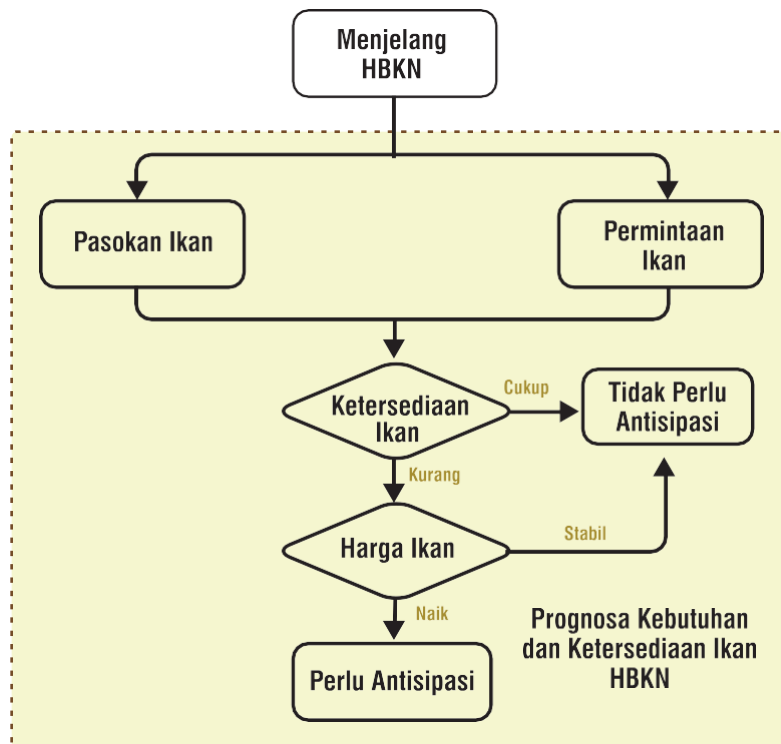 Menjelang
HBKN
Pasokan Ikan
Permintaan
Ikan
Ketersediaan
Ikan
Cukup
Tidak Perlu
Antisipasi
Kurang
Harga Ikan
Stabil
Naik
Perlu Antisipasi
Prognosa Kebutuhan
dan Ketersediaan Ikan
HBKN